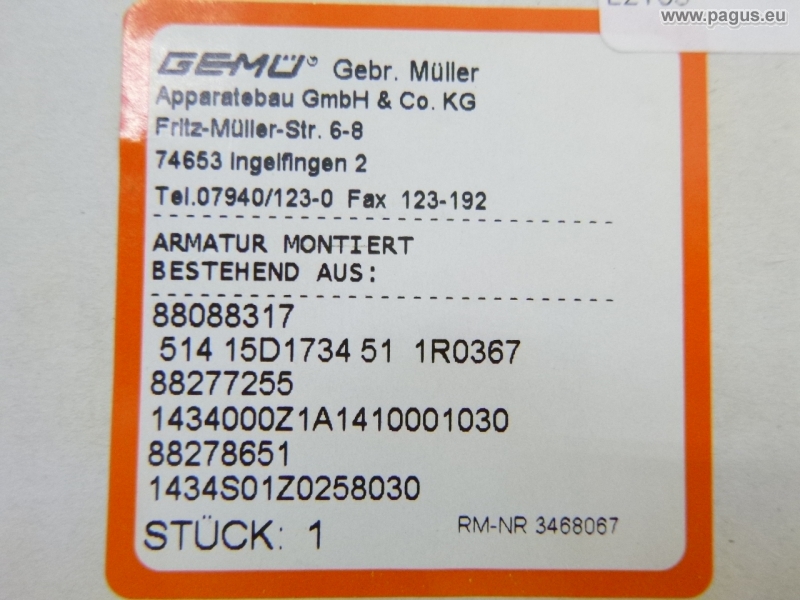 www.pagus.eu
GEMÜ® Gebr. Müller
Apparatebau GmbH & Co. KG
Fritz-Müller-Str. 6-8
74653 Ingelfingen 2
Tel.07940/123-0 Fax 123-192
ARMATUR MONTIERT
BESTEHEND AUS:
88088317
514 15D1734 51 1R0367
88277255
1434000Z1A1410001030
88278651
1434S01Z0258030
STÜCK: 1 RM-NR 3468067